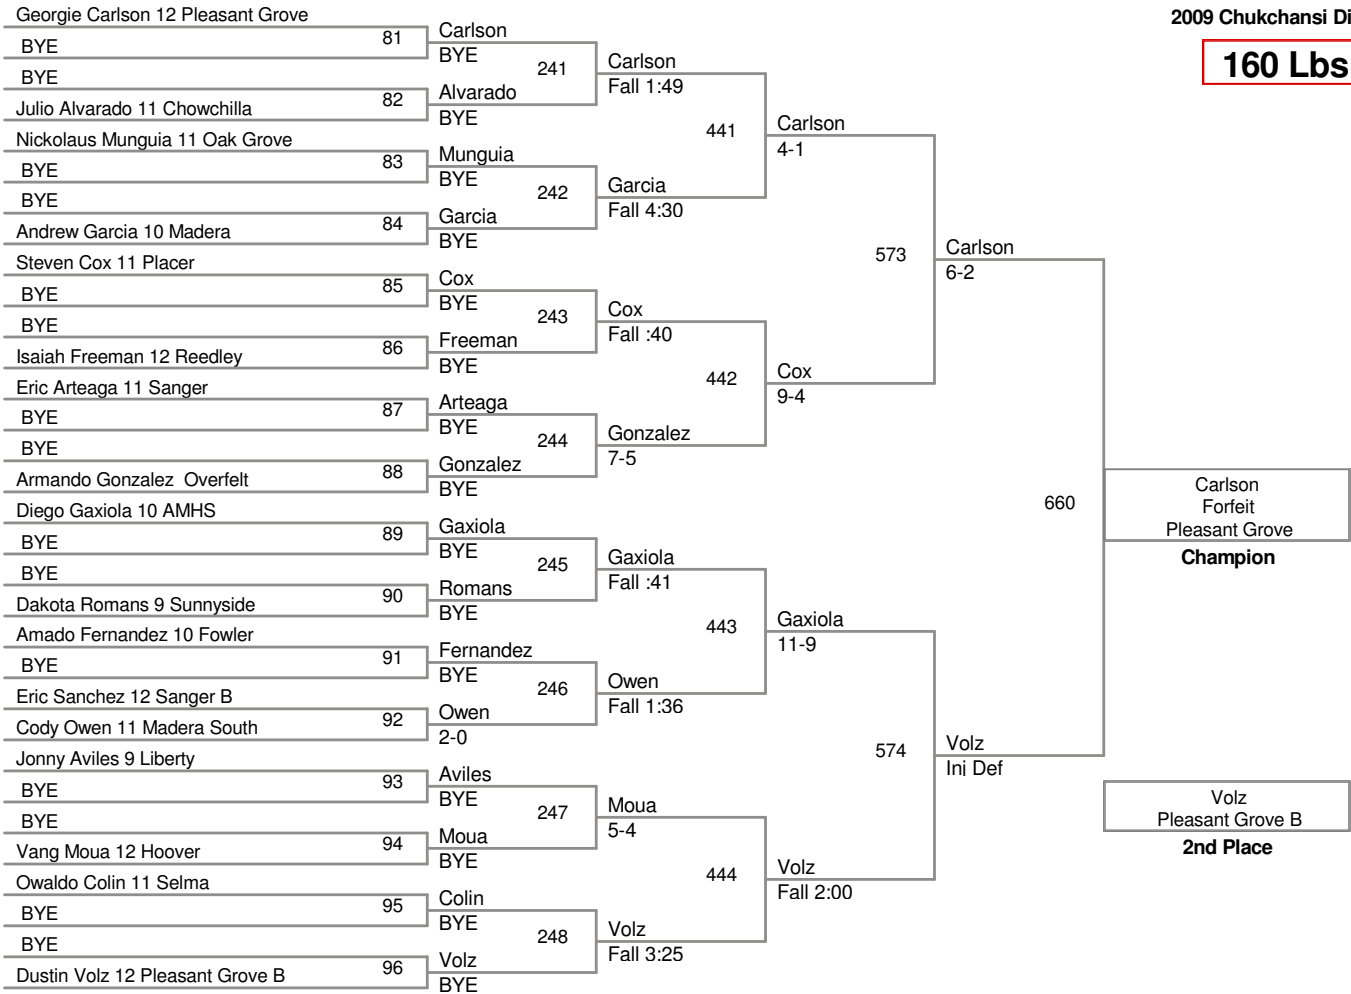 Georgie Carlson 12 Pleasant Grove
BYE
BYE
Julio Alvarado 11 Chowchilla
Nickolaus Munguia 11 Oak Grove
BYE
BYE
Andrew Garcia 10 Madera
Steven Cox 11 Placer
BYE
BYE
Isaiah Freeman 12 Reedley
Eric Arteaga 11 Sanger
BYE
BYE
Armando Gonzalez  Overfelt
Diego Gaxiola 10 AMHS
BYE
BYE
Dakota Romans 9 Sunnyside
Amado Fernandez 10 Fowler
BYE
Eric Sanchez 12 Sanger B
Cody Owen 11 Madera South
Jonny Aviles 9 Liberty
BYE
BYE
Vang Moua 12 Hoover
Owaldo Colin 11 Selma
BYE
BYE
Dustin Volz 12 Pleasant Grove B
81
82
83
84
85
86
87
88
89
90
91
92
93
94
95
96
Carlson
BYE
Alvarado
BYE
Munguia
BYE
Garcia
BYE
Cox
BYE
Freeman
BYE
Arteaga
BYE
Gonzalez
BYE
Gaxiola
BYE
Romans
BYE
Fernandez
BYE
Owen
2-0
Aviles
BYE
Moua
BYE
Colin
BYE
Volz
BYE
241
242
243
244
245
246
247
248
Carlson
Fall 1:49
Garcia
Fall 4:30
Cox
Fall :40
Gonzalez
7-5
Gaxiola
Fall :41
Owen
Fall 1:36
Moua
5-4
Volz
Fall 3:25
441
442
443
444
Carlson
4-1
Cox
9-4
Gaxiola
11-9
Volz
Fall 2:00
573
574
Carlson
6-2
Volz
Inj Def
660
2009 Chukchansi Di
160 Lbs
Carlson
Forfeit
Pleasant Grove
Champion
Volz
Pleasant Grove B
2nd Place